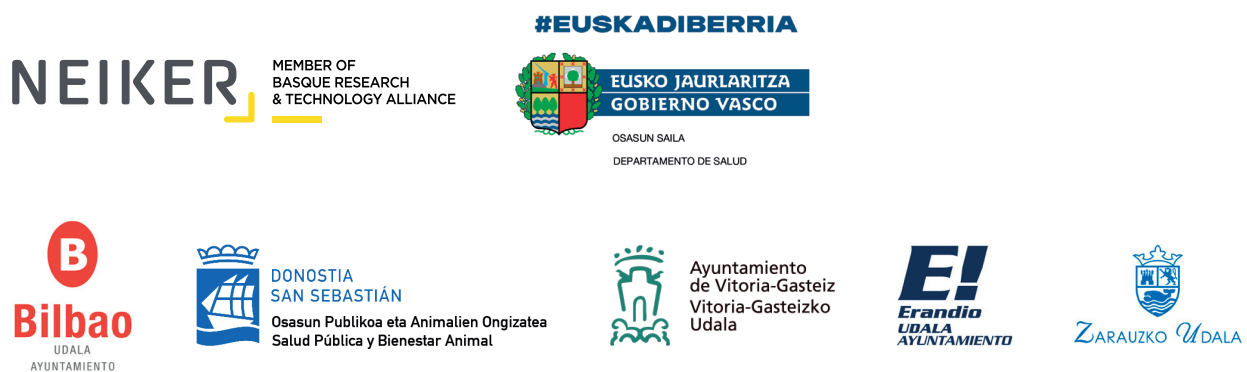 NEIKER
MEMBER OF
BASQUE RESEARCH
& TECHNOLOGY ALLIANCE
#EUSKADIBERRIA
EUSKO JAURLARITZA
GOBIERNO VASCO
OSASUN SAILA
DEPARTAMENTO DE SALUD
B
Bilbao
UDALA
AYUNTAMIENTO
DONOSTIA
SAN SEBASTIÁN
Osasun Publikoa eta Animalien Ongizatea
Salud Pública y Bienestar Animal
Ayuntamiento
de Vitoria-Gasteiz
Vitoria-Gasteizko
Udala
E!
Erandio
UDALA
AYUNTAMIENTO
ZARAUZKO UDALA